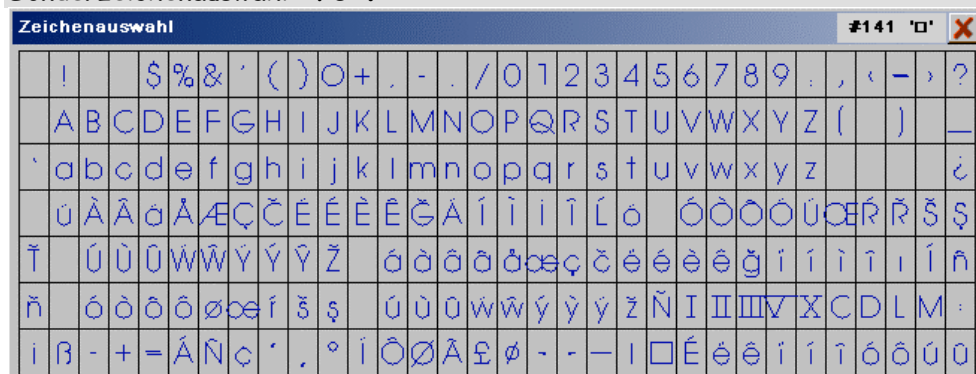 Zeichenauswahl #141 '□'
! $ % & ´ ( ) O + , - . / 0 1 2 3 4 5 6 7 8 9 : , ‹ – › ?
A B C D E F G H I J K L M N O P Q R S T U V W X Y Z ( ) _
` a b c d e f g h i j k l m n o p q r s t u v w x y z ¿
ú À Â Å Æ Ç Č É É È Ê Ğ Ä Í Ì İ Î Ĺ ó Ó Ò Ô Ó Ú Œ Ŕ Ř Š Ş
Ť Ú Ù Û Ẃ Ŵ Ý Ý Ŷ Ž á à â å œ ç č ë é è ê ğ í í ì î ı Í ñ
ň ó ò ô ô ø œ í š ş ú ù û ẃ ŵ ý ỳ ý ž Ñ I II III V X C D L M :
i ß - + = Á Ñ ç ´ , ° Í Ô Ø Â £ ø - - — | □ É ë ê í í î ó ô ú û